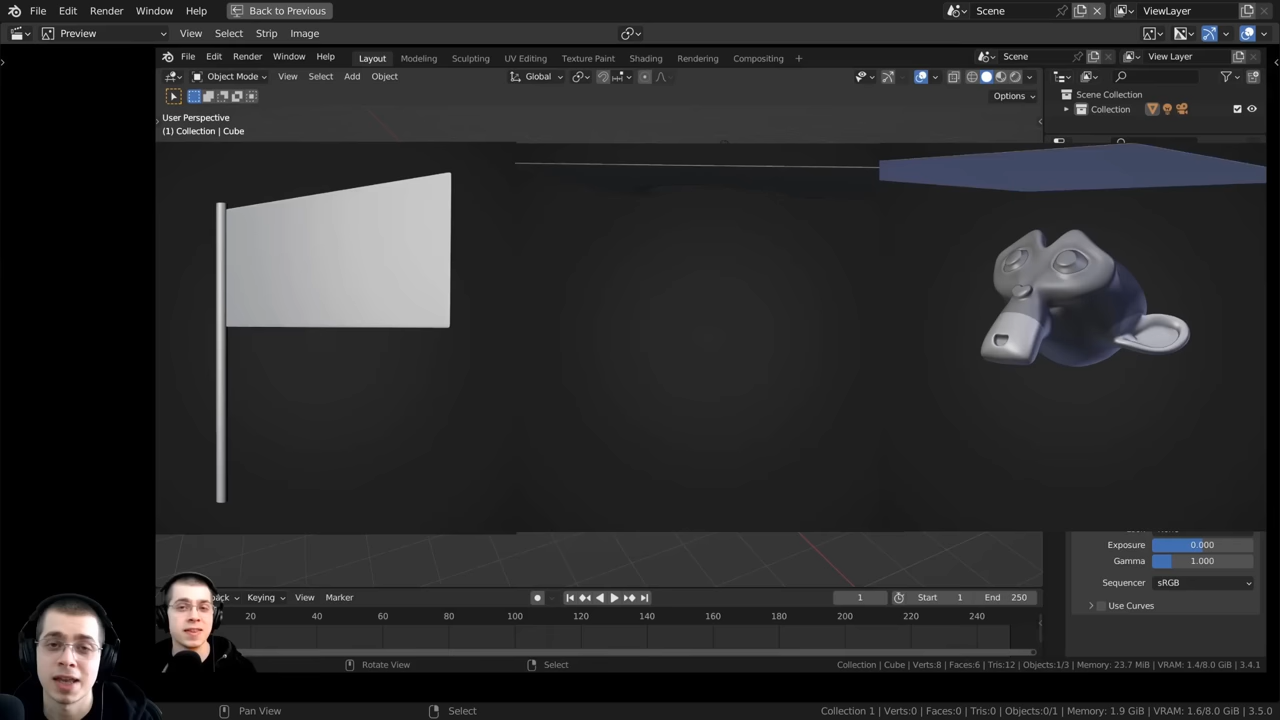 File Edit Render Window Help Back to Previous Scene ViewLayer
Preview View Select Strip Image
File Edit Render Window Help Layout Modeling Sculpting UV Editing Texture Paint Shading Rendering Compositing + Scene View Layer
Object Mode View Select Add Object Global
Scene Collection
Options
Collection
User Perspective
(1) Collection | Cube
Exposure 0.000
Gamma 1.000
Sequencer sRGB
Keying View Marker 1 Start 1 End 250
Use Curves
20 40 60 80 100 120 140 160 180 200 220 240
Rotate View Select Collection | Cube | Verts:8 | Faces:6 | Tris:12 | Objects:1/3 | Memory: 23.7 MiB | VRAM: 1.4/8.0 GiB | 3.4.1
Pan View Select Collection 1 | Verts:0 | Faces:0 | Tris:0 | Objects:0/1 | Memory: 1.9 GiB | VRAM: 1.6/8.0 GiB | 3.5.0